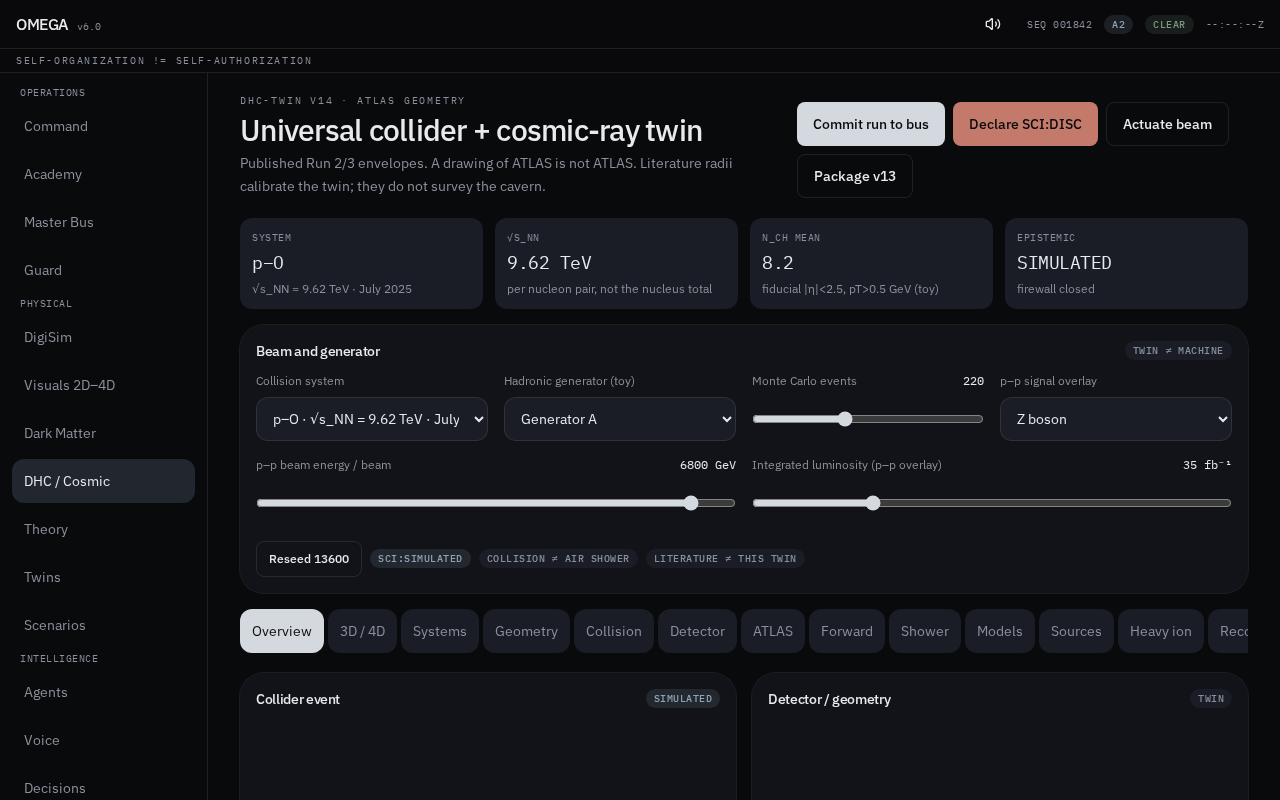 OMEGA v6.0
SEQ 001842 A2 CLEAR --:--:--Z
SELF-ORGANIZATION != SELF-AUTHORIZATION
OPERATIONS
Command
Academy
Master Bus
Guard
PHYSICAL
DigiSim
Visuals 2D–4D
Dark Matter
DHC / Cosmic
Theory
Twins
Scenarios
INTELLIGENCE
Agents
Voice
Decisions
DHC-TWIN V14 · ATLAS GEOMETRY
Universal collider + cosmic-ray twin
Published Run 2/3 envelopes. A drawing of ATLAS is not ATLAS. Literature radii
calibrate the twin; they do not survey the cavern.
Commit run to bus
Declare SCI:DISC
Actuate beam
Package v13
SYSTEM
p–O
√s_NN = 9.62 TeV · July 2025
√S_NN
9.62 TeV
per nucleon pair, not the nucleus total
N_CH MEAN
8.2
fiducial |η|<2.5, pT>0.5 GeV (toy)
EPISTEMIC
SIMULATED
firewall closed
Beam and generator
TWIN ≠ MACHINE
Collision system
p–O · √s_NN = 9.62 TeV · July
Hadronic generator (toy)
Generator A
Monte Carlo events 220
p–p signal overlay
Z boson
p–p beam energy / beam 6800 GeV
Integrated luminosity (p–p overlay) 35 fb⁻¹
Reseed 13600
SCI:SIMULATED
COLLISION ≠ AIR SHOWER
LITERATURE ≠ THIS TWIN
Overview
3D / 4D
Systems
Geometry
Collision
Detector
ATLAS
Forward
Shower
Models
Sources
Heavy ion
Reco
Collider event
SIMULATED
Detector / geometry
TWIN